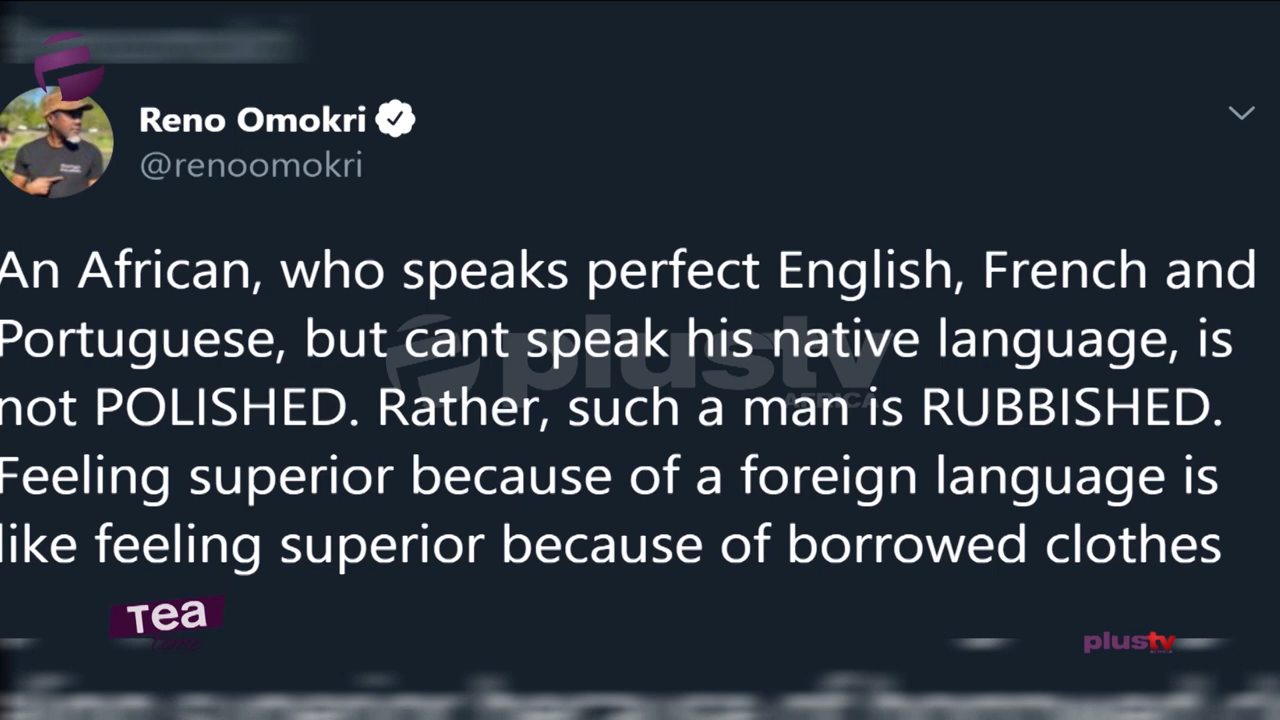 Reno Omokri
@renoomokri
An African, who speaks perfect English, French and
Portuguese, but cant speak his native language, is
not POLISHED. Rather, such a man is RUBBISHED.
Feeling superior because of a foreign language is
like feeling superior because of borrowed clothes
plustv
AFRICA
Tea
plustv